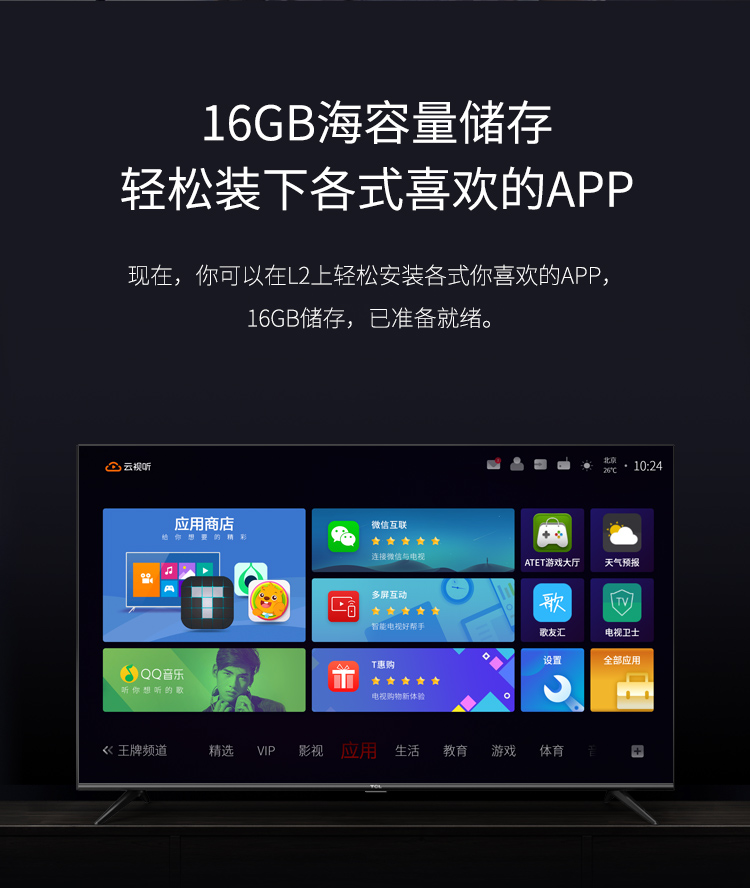 16GB海容量储存
轻松装下各式喜欢的APP
现在，你可以在L2上轻松安装各式你喜欢的APP，
16GB储存，已准备就绪。
云视听
北京
26℃
10:24
应用商店
给你想要的精彩
微信互联
连接微信与电视
ATET游戏大厅
天气预报
多屏互动
智能电视好帮手
歌
歌友汇
TV
电视卫士
QQ音乐
听你想听的歌
T惠购
电视购物新体验
设置
全部应用
王牌频道 精选 VIP 影视 应用 生活 教育 游戏 体育
TCL